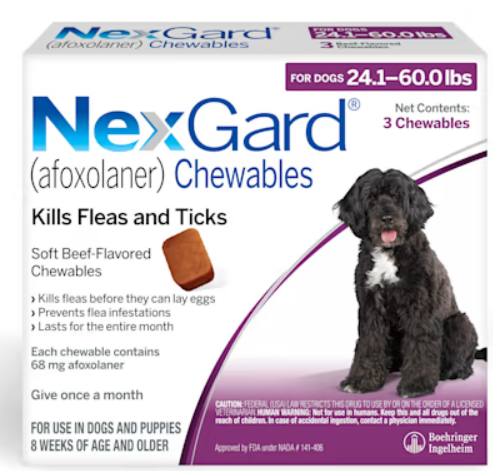 NexGard
FOR DOGS
24.1–60.0 lbs
(afoxolaner) Chewables
3 Beef-Flavored
Chewables
FOR DOGS 24.1–60.0 lbs
Net Contents:
3 Chewables
NexGard®
(afoxolaner) Chewables
Kills Fleas and Ticks
Soft Beef-Flavored
Chewables
› Kills fleas before they can lay eggs
› Prevents flea infestations
› Lasts for the entire month
Each chewable contains
68 mg afoxolaner
Give once a month
FOR USE IN DOGS AND PUPPIES
8 WEEKS OF AGE AND OLDER
CAUTION: FEDERAL (USA) LAW RESTRICTS THIS DRUG TO USE BY OR ON THE ORDER OF A LICENSED
VETERINARIAN. HUMAN WARNING: Not for use in humans. Keep this and all drugs out of the
reach of children. In case of accidental ingestion, contact a physician immediately.
Approved by FDA under NADA # 141-406
Boehringer
Ingelheim